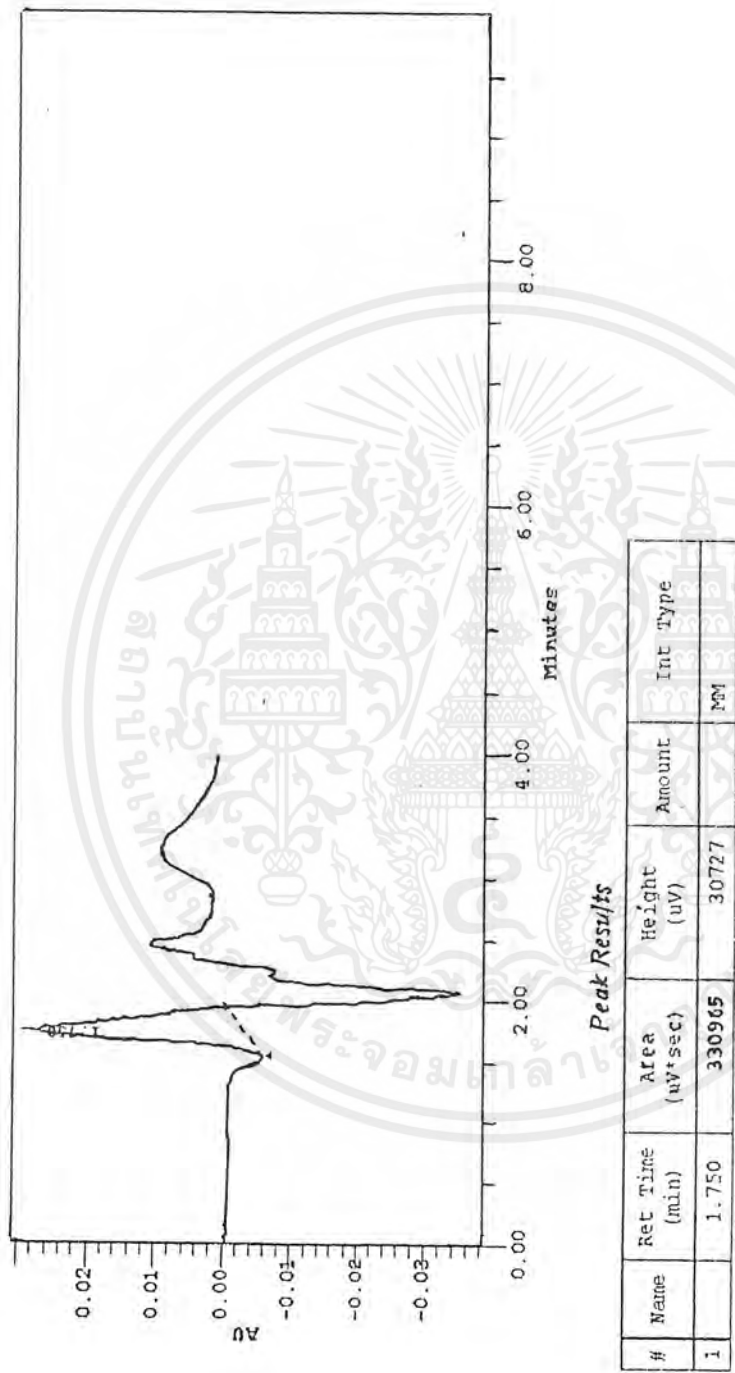 0.02
0.01
0.00
-0.01
-0.02
-0.03
AU
0.00
2.00
4.00
6.00
8.00
Minutes
Peak Results
# Name Ret Time (min) Area (uV*sec) Height (uV) Amount Int Type
1 1.750 330965 30727 MM